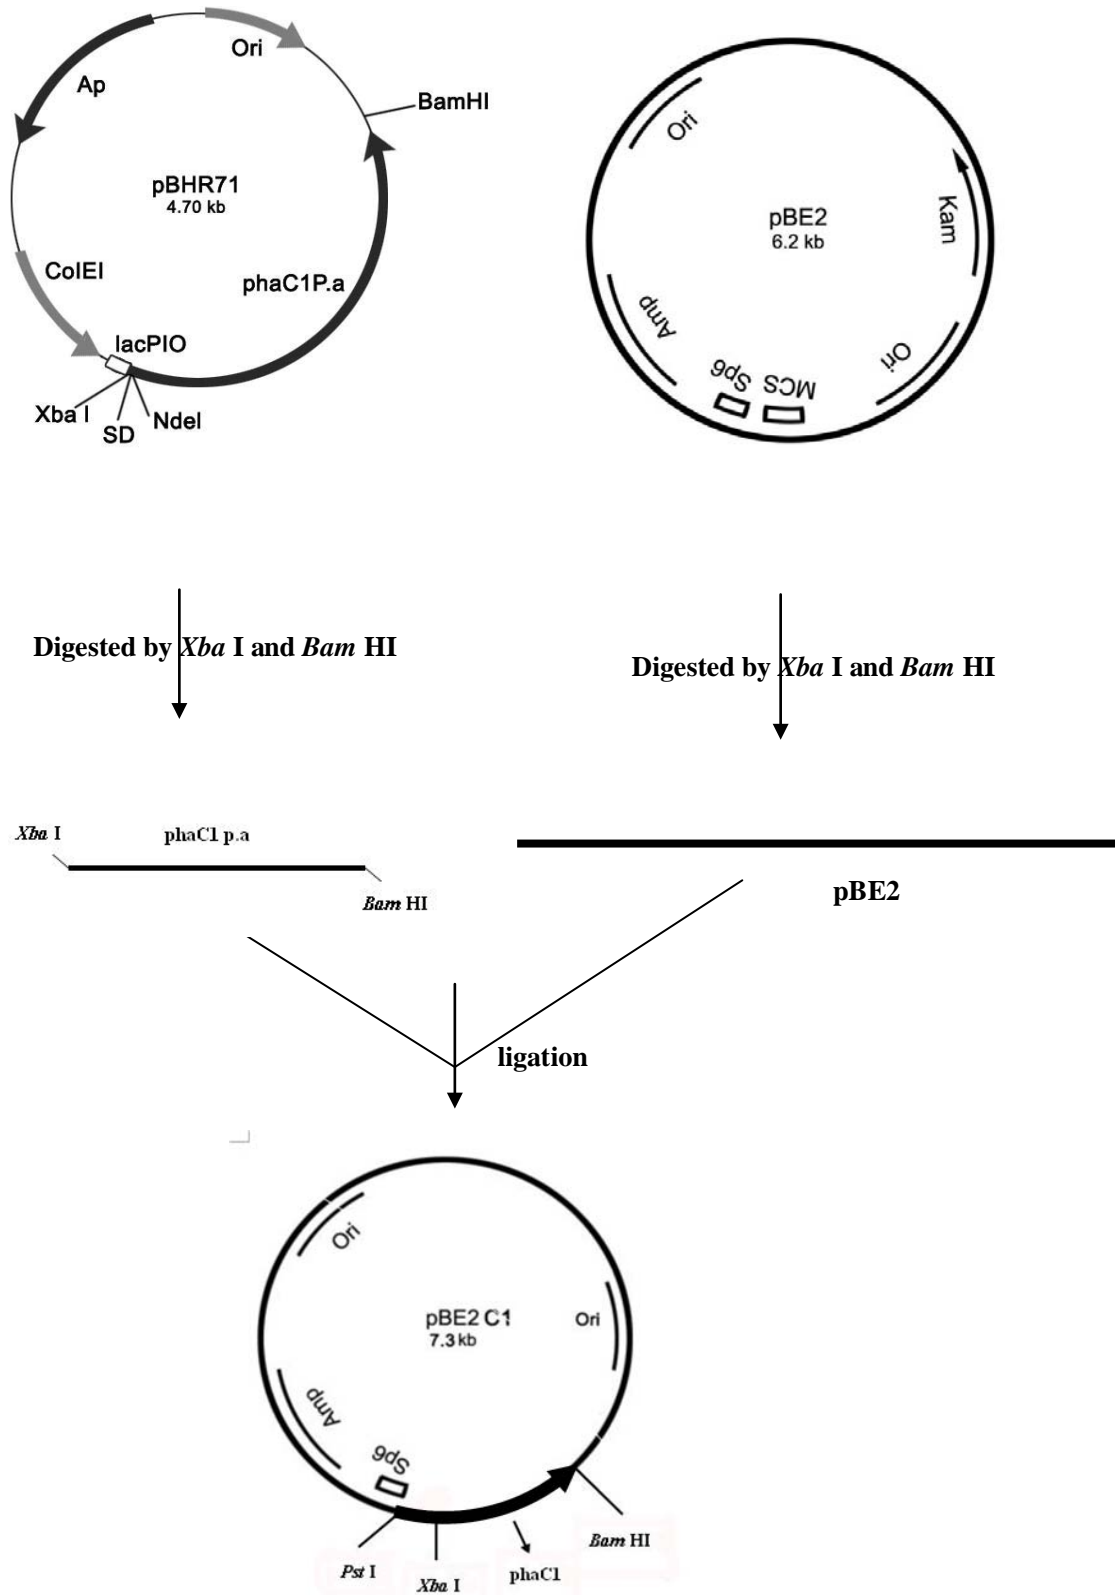 Ori
Ap
BamHI
pBHR71
4.70 kb
ColEI
phaC1P.a
lacPIO
Xba I
SD
NdeI
Ori
pBE2
6.2 kb
Kam
Amp
Sp6
MCS
Ori
Digested by Xba I and Bam HI
Digested by Xba I and Bam HI
Xba I
phaC1 p.a
Bam HI
pBE2
ligation
Ori
pBE2 C1
7.3 kb
Ori
Amp
Sp6
Pst I
Xba I
phaC1
Bam HI